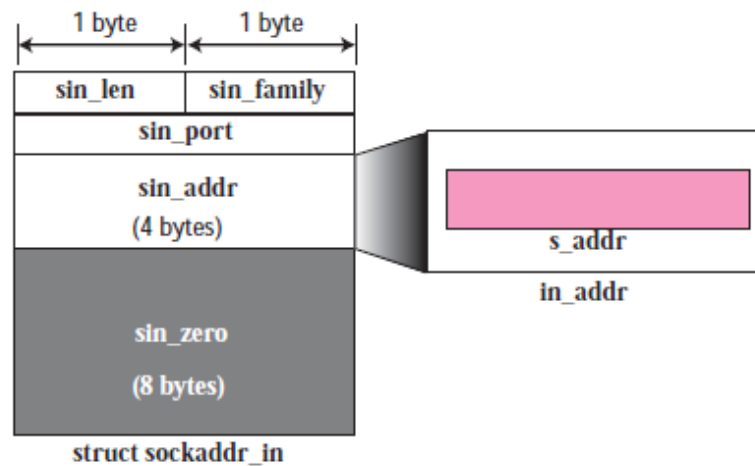 1 byte 1 byte
sin_len sin_family
sin_port
sin_addr
(4 bytes)
s_addr
in_addr
sin_zero
(8 bytes)
struct sockaddr_in